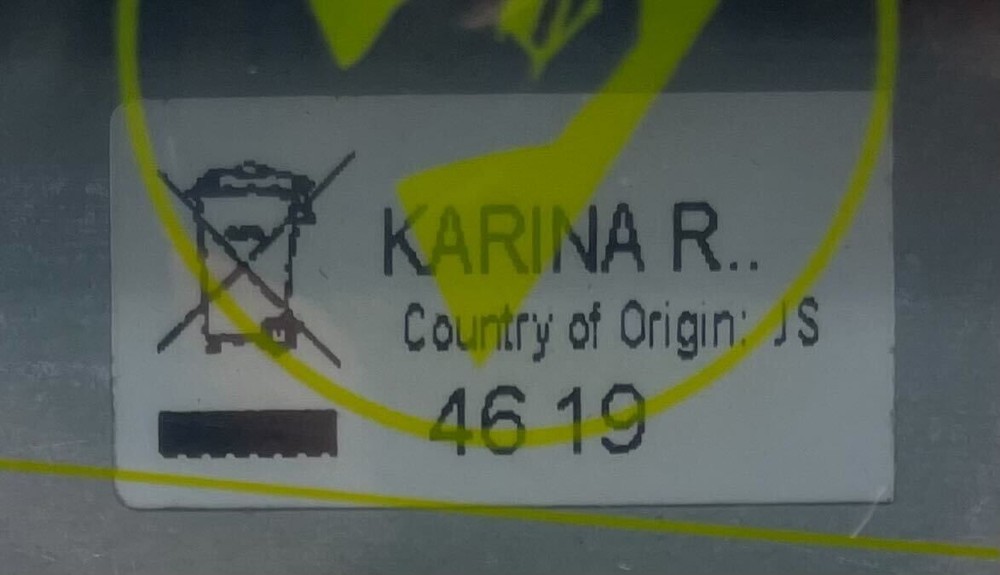 KARINA R..
Country of Origin: JS
46 19